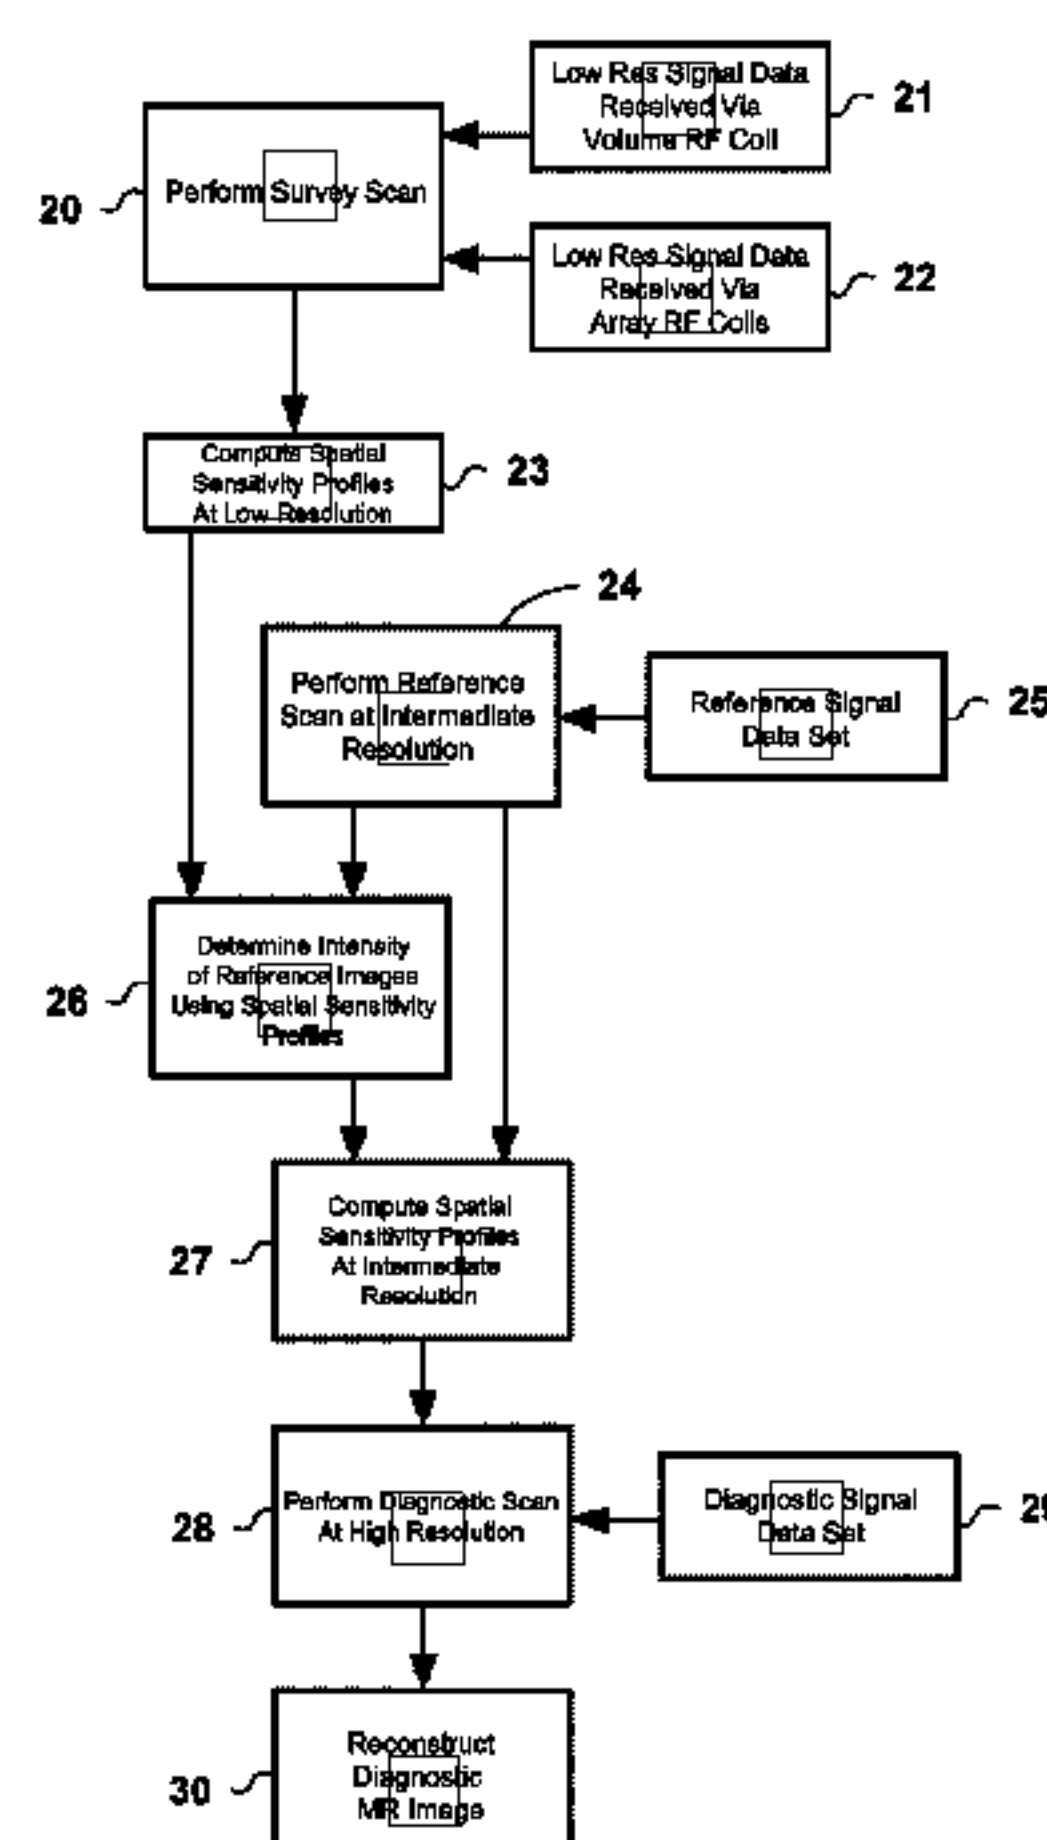 Low Res Signal Data
Received Via
Volume RF Coil
21
Perform Survey Scan
20
Low Res Signal Data
Received Via
Array RF Coils
22
Compute Spatial
Sensitivity Profiles
At Low Resolution
23
24
Perform Reference
Scan at Intermediate
Resolution
Reference Signal
Data Set
25
Determine Intensity
of Reference Images
Using Spatial Sensitivity
Profiles
26
Compute Spatial
Sensitivity Profiles
At Intermediate
Resolution
27
Perform Diagnostic Scan
At High Resolution
28
Diagnostic Signal
Data Set
Reconstruct
Diagnostic
MR Image
30